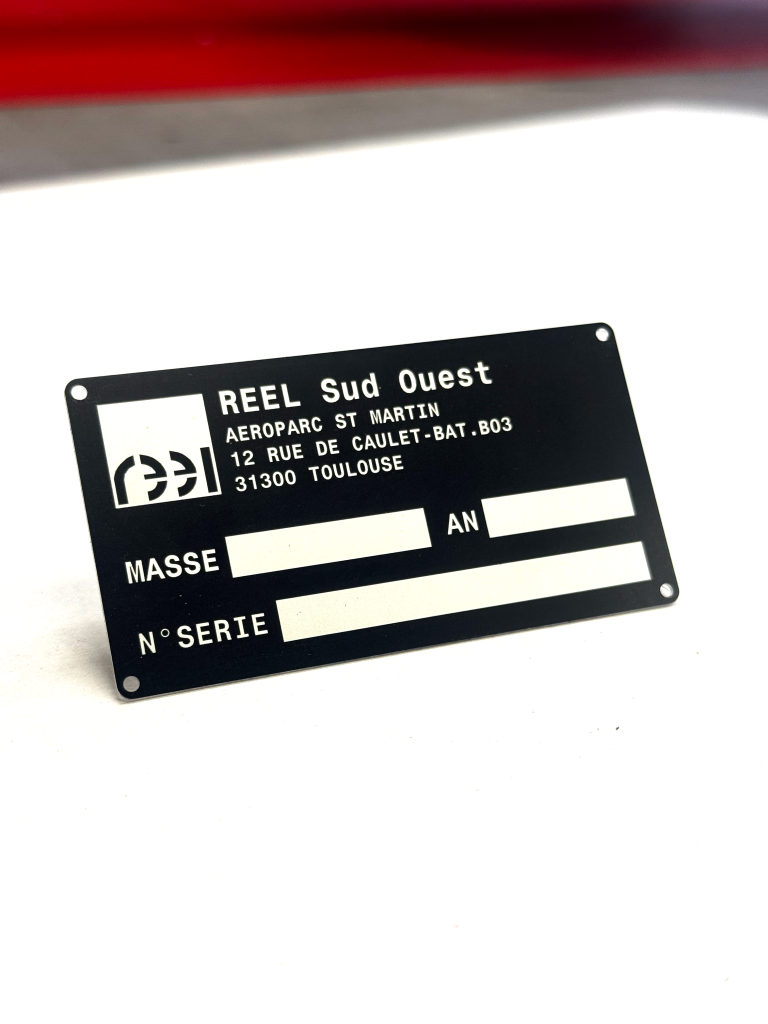 reel
REEL Sud Ouest
AEROPARC ST MARTIN
12 RUE DE CAULET-BAT.B03
31300 TOULOUSE
MASSE AN
N°SERIE